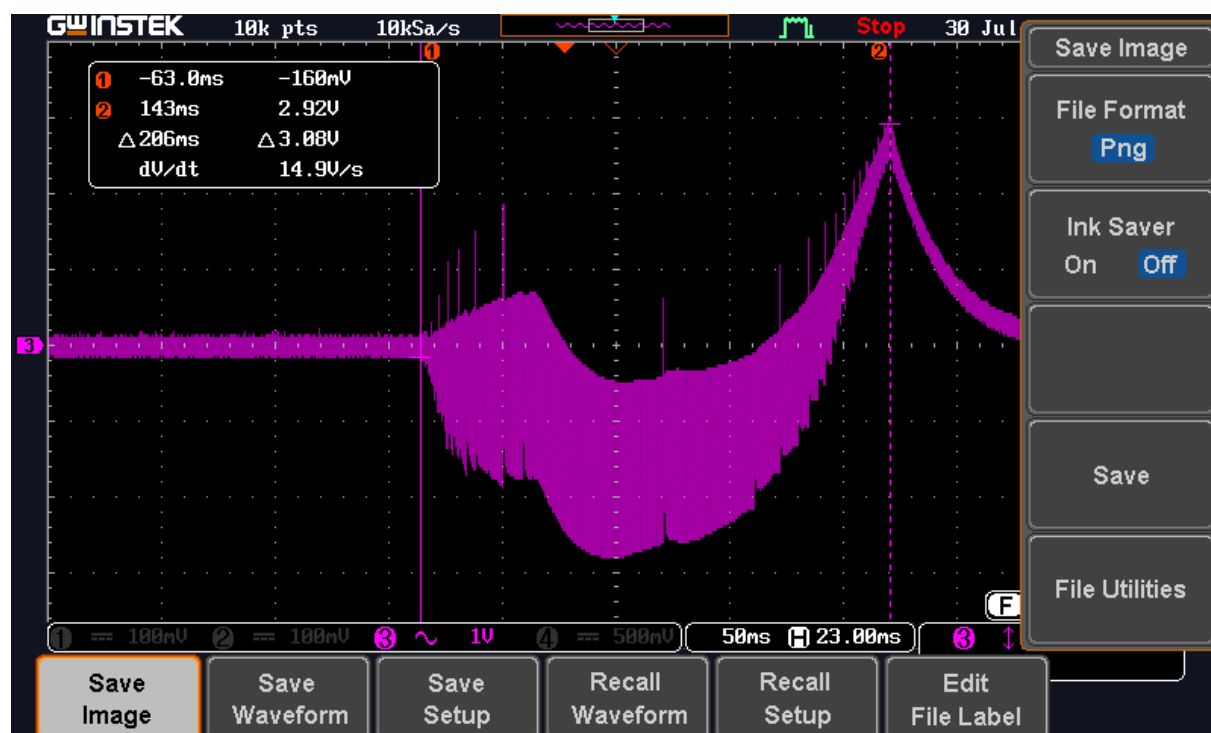 GWINSTEK 10k pts 10kSa/s Stop 30 Jul
1 2
1 -63.0ms -160mV
2 143ms 2.92V
△206ms △3.08V
dV/dt 14.9V/s
3
Save Image
File Format
Png
Ink Saver
On Off
Save
File Utilities
F
1 100mV 2 100mV 3 1V 4 500mV 50ms H 23.00ms 3
Save
Image
Save
Waveform
Save
Setup
Recall
Waveform
Recall
Setup
Edit
File Label